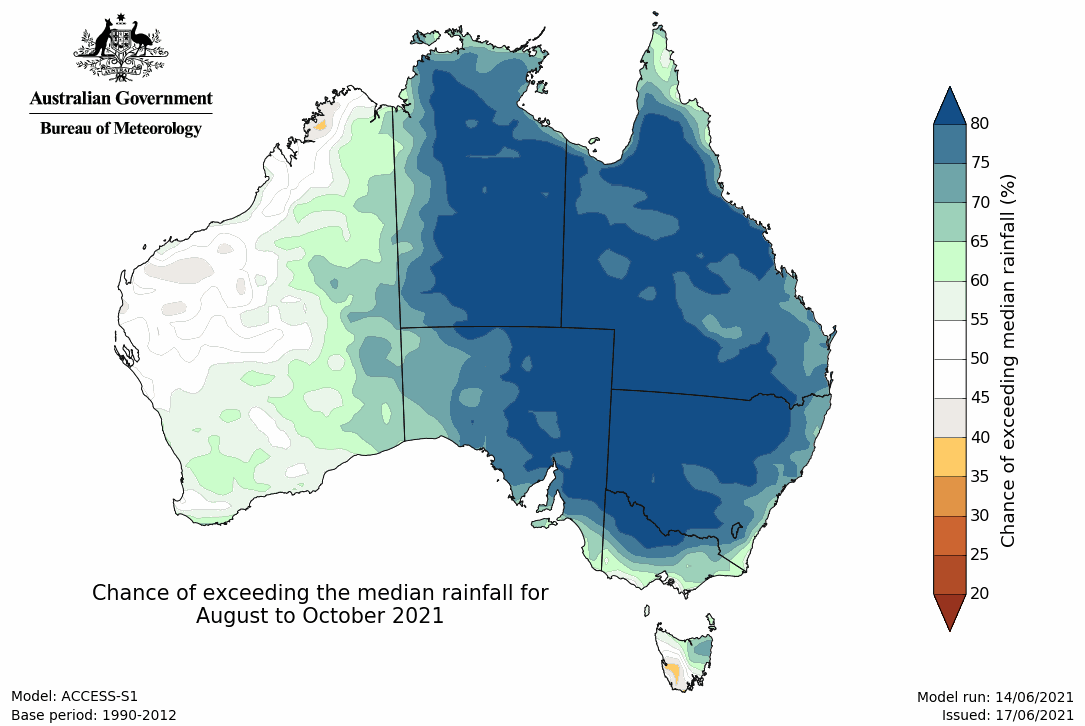 Australian Government
Bureau of Meteorology
80
75
70
65
60
55
50
45
40
35
30
25
20
Chance of exceeding median rainfall (%)
Chance of exceeding the median rainfall for
August to October 2021
Model: ACCESS-S1
Base period: 1990-2012
Model run: 14/06/2021
Issued: 17/06/2021